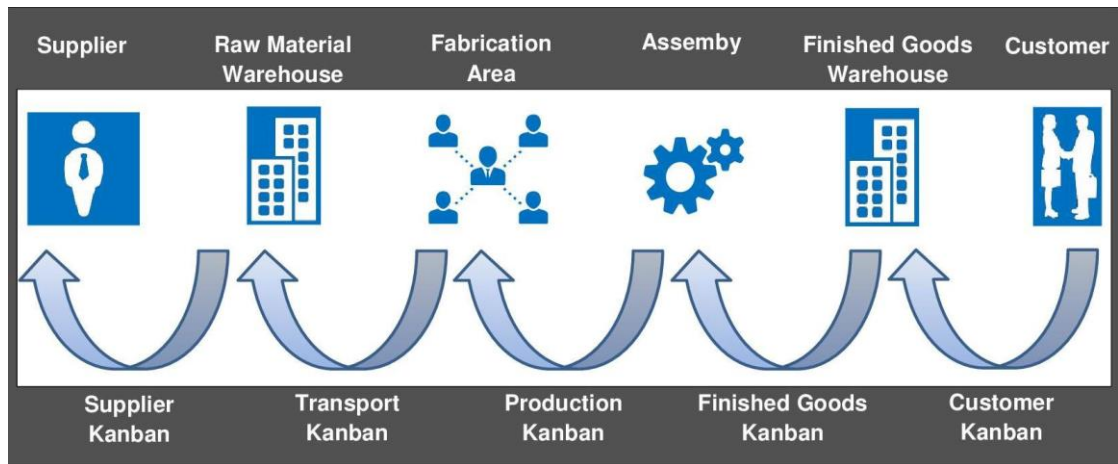 Supplier
Raw Material
Warehouse
Fabrication
Area
Assemby
Finished Goods
Warehouse
Customer
Supplier
Kanban
Transport
Kanban
Production
Kanban
Finished Goods
Kanban
Customer
Kanban